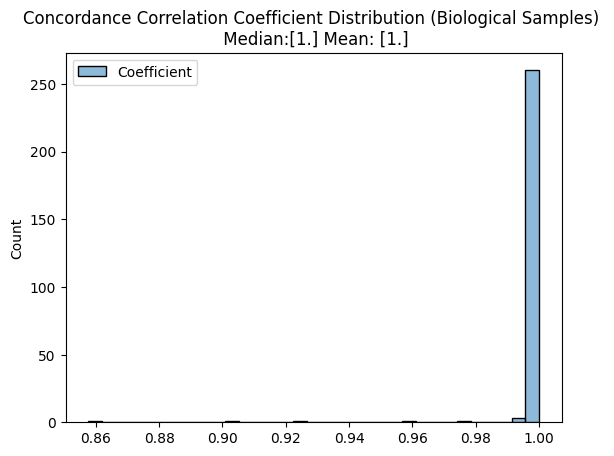 Concordance Correlation Coefficient Distribution (Biological Samples)
Median:[1.] Mean: [1.]
Coefficient
Count
250
200
150
100
50
0
0.86 0.88 0.90 0.92 0.94 0.96 0.98 1.00